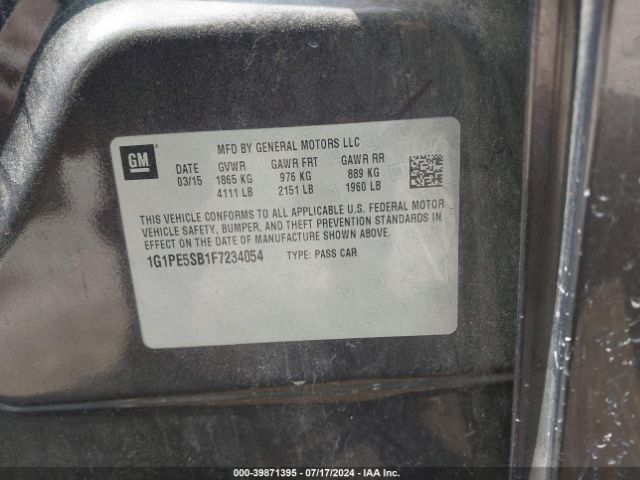 GM
MFD BY GENERAL MOTORS LLC
DATE GVWR GAWR FRT GAWR RR
03/15 1865 KG 976 KG 889 KG
4111 LB 2151 LB 1960 LB
THIS VEHICLE CONFORMS TO ALL APPLICABLE U.S. FEDERAL MOTOR
VEHICLE SAFETY, BUMPER, AND THEFT PREVENTION STANDARDS IN
EFFECT ON THE DATE OF MANUFACTURE SHOWN ABOVE.
1G1PE5SB1F7234054 TYPE: PASS CAR
000-39871395 - 07/17/2024 - IAA Inc.